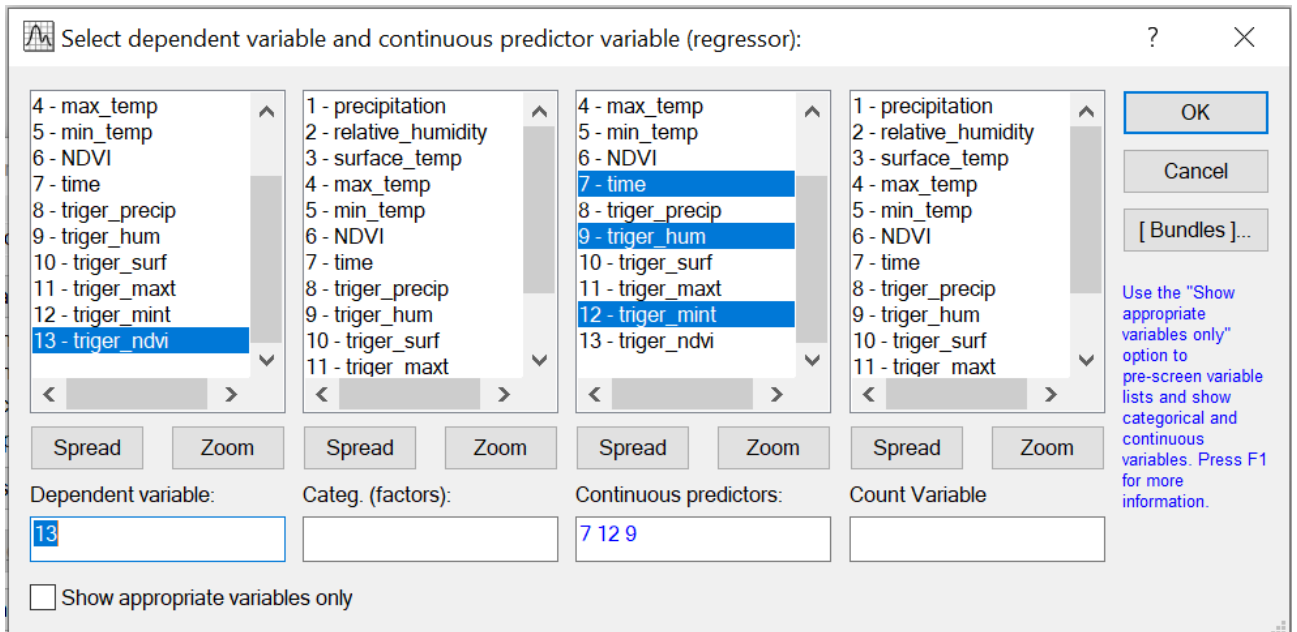 Select dependent variable and continuous predictor variable (regressor):
?
4 - max_temp
5 - min_temp
6 - NDVI
7 - time
8 - triger_precip
9 - triger_hum
10 - triger_surf
11 - triger_maxt
12 - triger_mint
13 - triger_ndvi
1 - precipitation
2 - relative_humidity
3 - surface_temp
4 - max_temp
5 - min_temp
6 - NDVI
7 - time
8 - triger_precip
9 - triger_hum
10 - triger_surf
11 - triger_maxt
4 - max_temp
5 - min_temp
6 - NDVI
7 - time
8 - triger_precip
9 - triger_hum
10 - triger_surf
11 - triger_maxt
12 - triger_mint
13 - triger_ndvi
1 - precipitation
2 - relative_humidity
3 - surface_temp
4 - max_temp
5 - min_temp
6 - NDVI
7 - time
8 - triger_precip
9 - triger_hum
10 - triger_surf
11 - triger_maxt
OK
Cancel
[ Bundles ]...
Use the "Show
appropriate
variables only"
option to
pre-screen variable
lists and show
categorical and
continuous
variables. Press F1
for more
information.
Spread Zoom Spread Zoom Spread Zoom Spread Zoom
Dependent variable: Categ. (factors): Continuous predictors: Count Variable
13 7 12 9
Show appropriate variables only